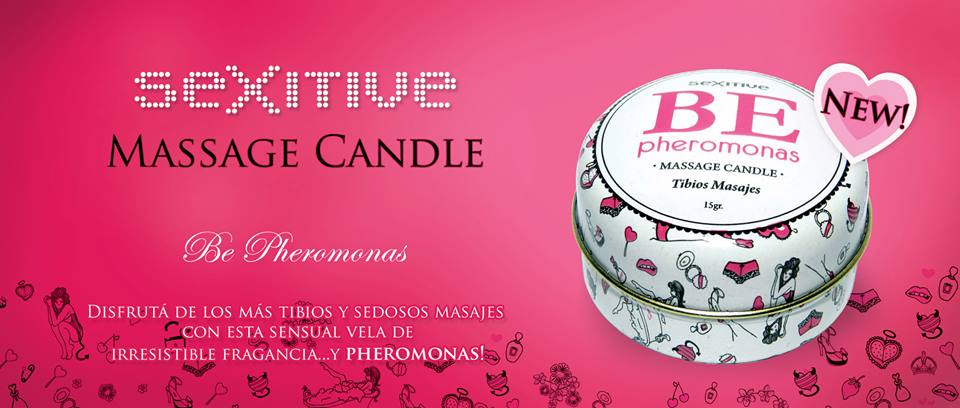 seXITIVE
MASSAGE CANDLE
Be Pheromonas
DISFRUTÁ DE LOS MÁS TIBIOS Y SEDOSOS MASAJES
CON ESTA SENSUAL VELA DE
IRRESISTIBLE FRAGANCIA...Y PHEROMONAS!
seXITIVE
BE
pheromonas
· MASSAGE CANDLE ·
Tibios Masajes
15gr.
NEW!